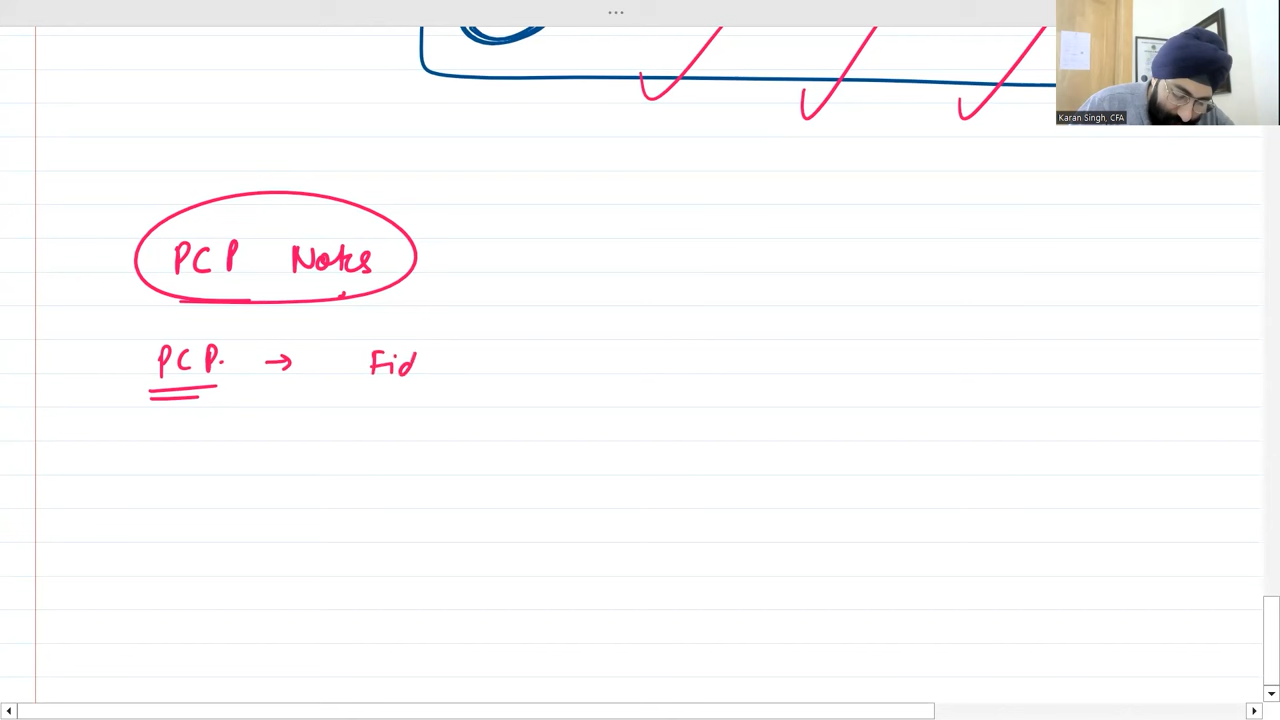 Karan Singh, CFA
PCP Notes
PCP. → Fid